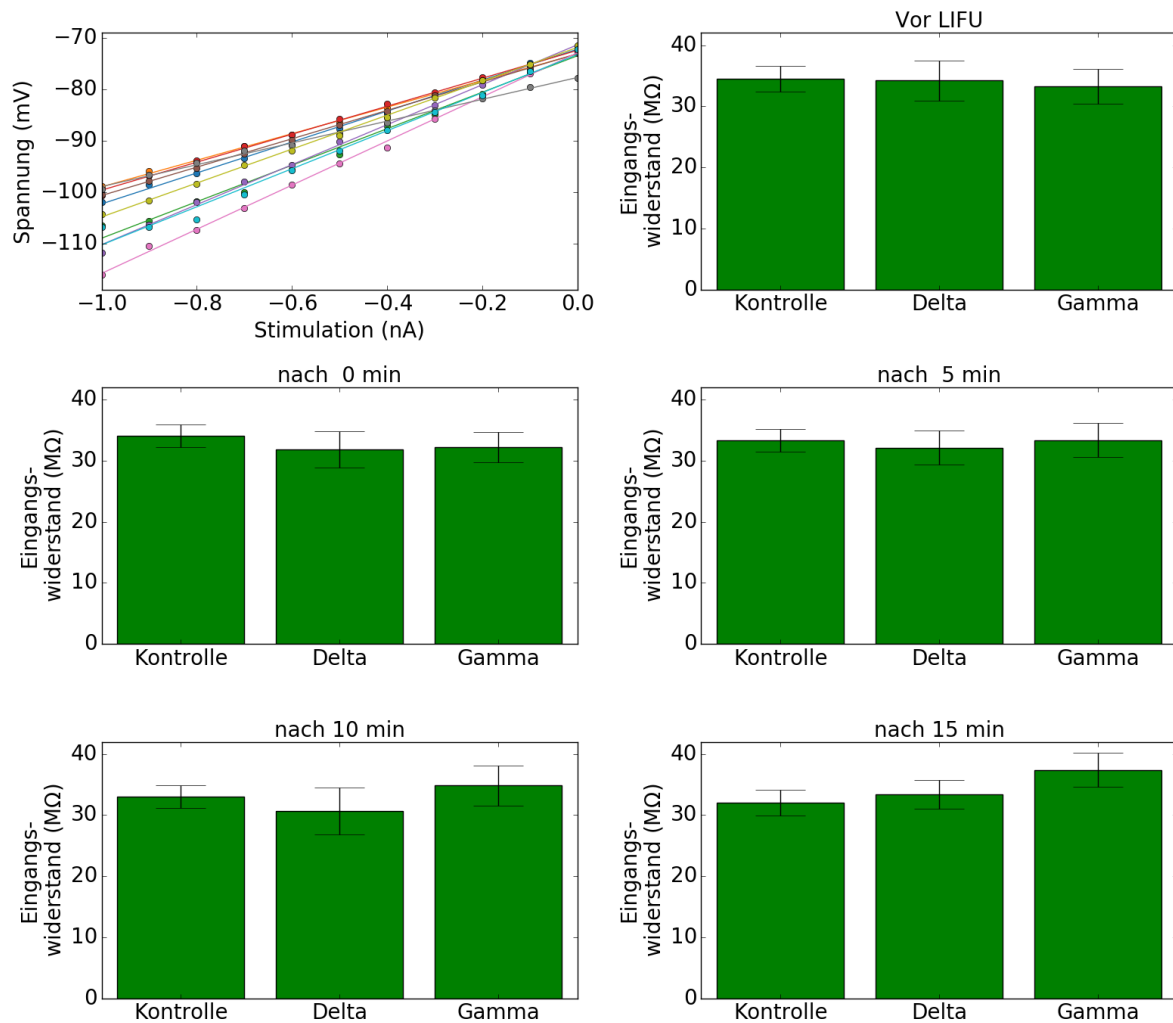 Vor LIFU
−70
−80
−90
−100
−110
Spannung (mV)
−1.0 −0.8 −0.6 −0.4 −0.2 0.0
Stimulation (nA)
40
30
20
10
0
Eingangs-
widerstand (MΩ)
Kontrolle Delta Gamma
nach 0 min
40
30
20
10
0
Eingangs-
widerstand (MΩ)
Kontrolle Delta Gamma
nach 5 min
40
30
20
10
0
Eingangs-
widerstand (MΩ)
Kontrolle Delta Gamma
nach 10 min
40
30
20
10
0
Eingangs-
widerstand (MΩ)
Kontrolle Delta Gamma
nach 15 min
40
30
20
10
0
Eingangs-
widerstand (MΩ)
Kontrolle Delta Gamma